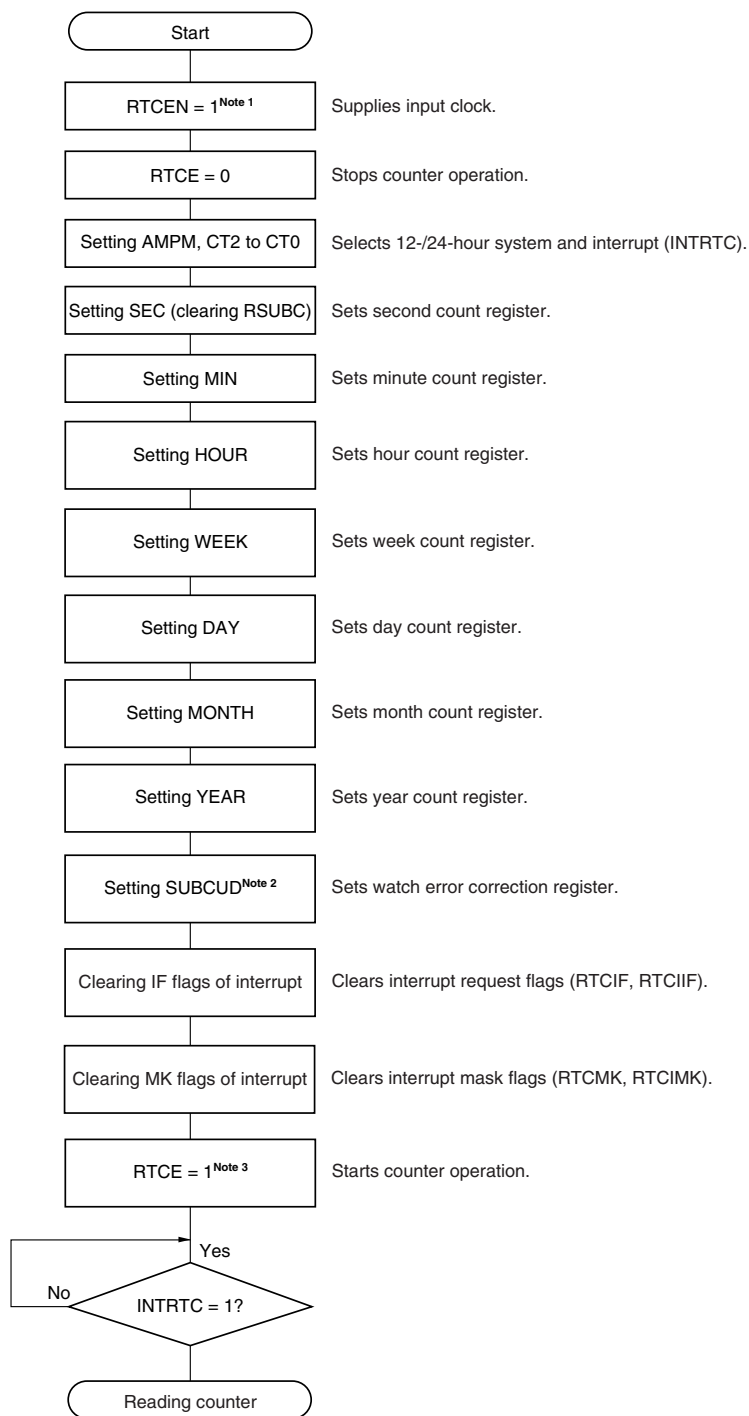 Start
RTCEN = 1Note 1 Supplies input clock.
RTCE = 0 Stops counter operation.
Setting AMPM, CT2 to CT0 Selects 12-/24-hour system and interrupt (INTRTC).
Setting SEC (clearing RSUBC) Sets second count register.
Setting MIN Sets minute count register.
Setting HOUR Sets hour count register.
Setting WEEK Sets week count register.
Setting DAY Sets day count register.
Setting MONTH Sets month count register.
Setting YEAR Sets year count register.
Setting SUBCUDNote 2 Sets watch error correction register.
Clearing IF flags of interrupt Clears interrupt request flags (RTCIF, RTCIIF).
Clearing MK flags of interrupt Clears interrupt mask flags (RTCMK, RTCIMK).
RTCE = 1Note 3 Starts counter operation.
Yes
No
INTRTC = 1?
Reading counter